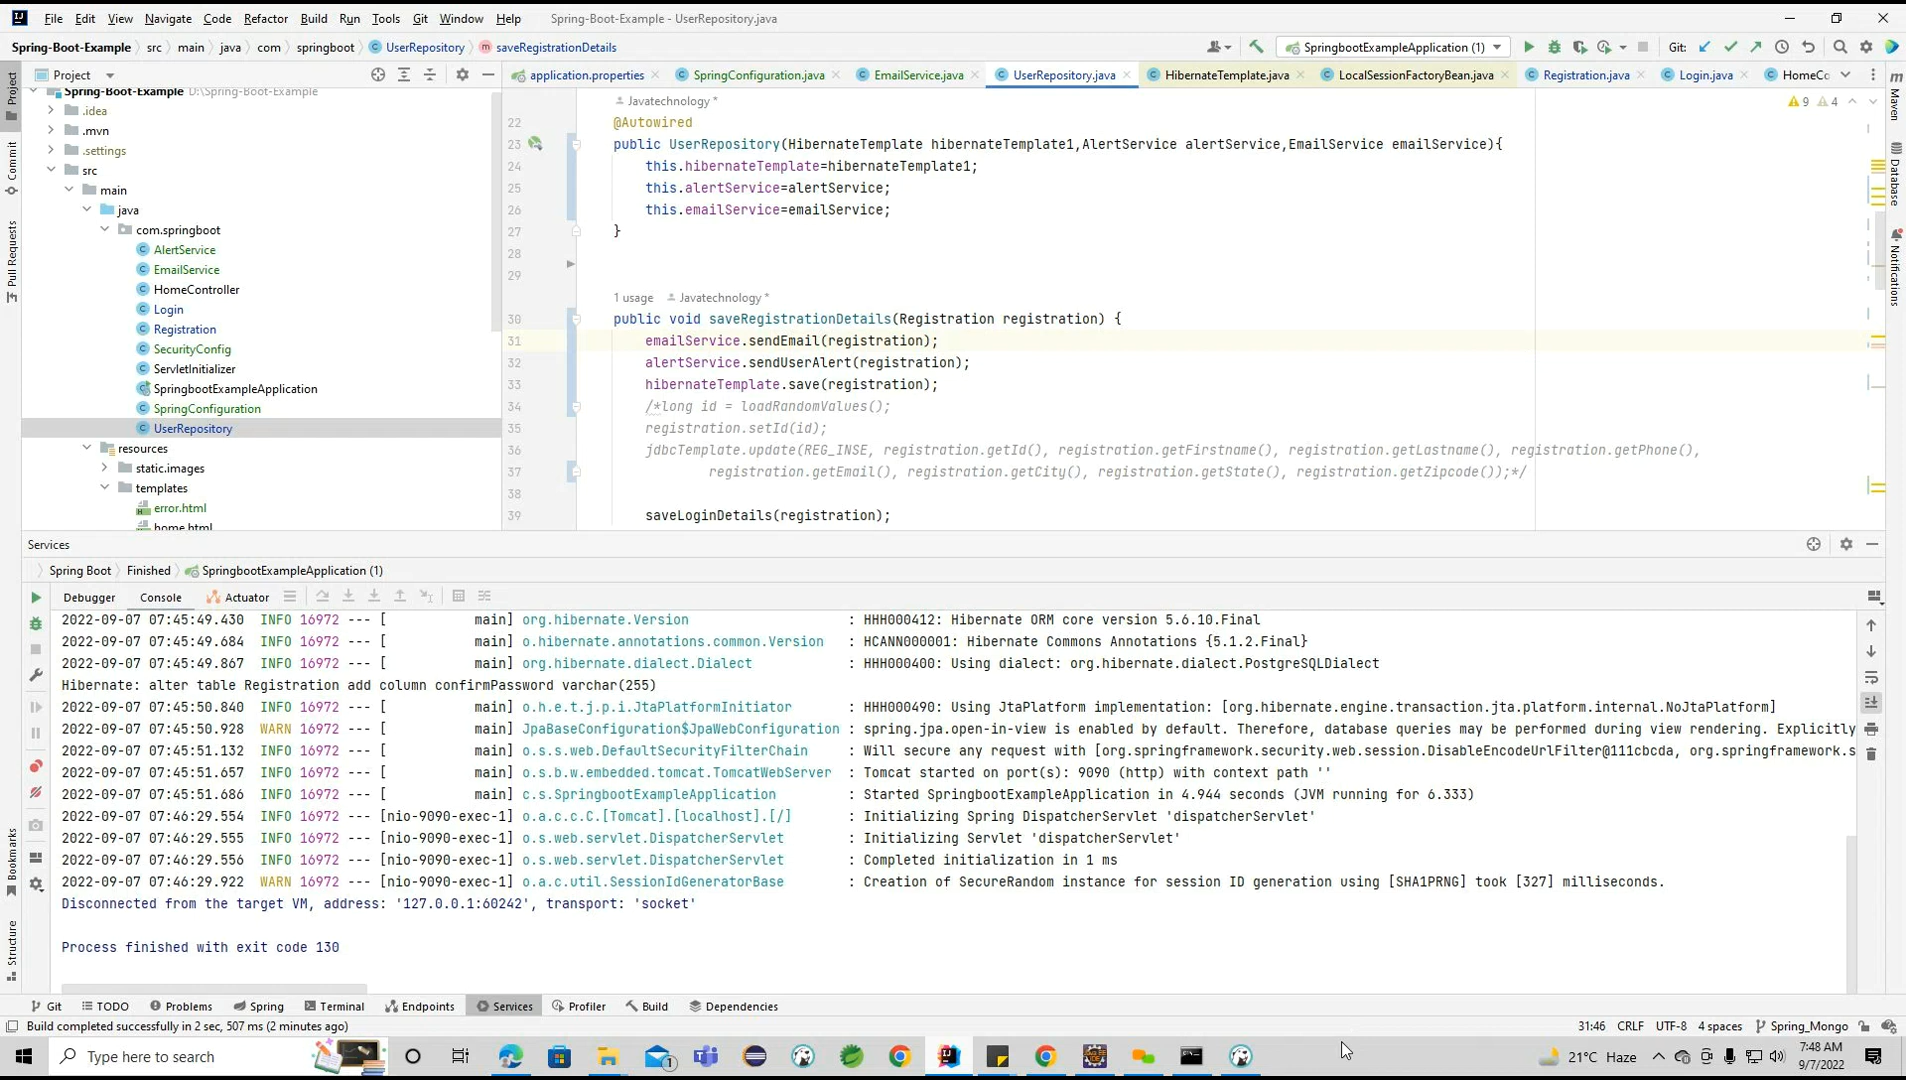 File Edit View Navigate Code Refactor Build Run Tools Git Window Help Spring-Boot-Example - UserRepository.java
Spring-Boot-Example src main java com springboot UserRepository saveRegistrationDetails SpringbootExampleApplication (1) Git:
Project application.properties SpringConfiguration.java EmailService.java UserRepository.java HibernateTemplate.java LocalSessionFactoryBean.java Registration.java Login.java HomeCo
Project
Commit
Pull Requests
Spring-Boot-Example D:\Spring-Boot-Example
.idea
.mvn
.settings
src
main
java
com.springboot
AlertService
EmailService
HomeController
Login
Registration
SecurityConfig
ServletInitializer
SpringbootExampleApplication
SpringConfiguration
UserRepository
resources
static.images
templates
error.html
home.html
Javatechnology *
9 4
22 @Autowired
23 public UserRepository(HibernateTemplate hibernateTemplate1,AlertService alertService,EmailService emailService){
24 this.hibernateTemplate=hibernateTemplate1;
25 this.alertService=alertService;
26 this.emailService=emailService;
27 }
28
29
1 usage Javatechnology *
30 public void saveRegistrationDetails(Registration registration) {
31 emailService.sendEmail(registration);
32 alertService.sendUserAlert(registration);
33 hibernateTemplate.save(registration);
34 /*long id = loadRandomValues();
35 registration.setId(id);
36 jdbcTemplate.update(REG_INSE, registration.getId(), registration.getFirstname(), registration.getLastname(), registration.getPhone(),
37 registration.getEmail(), registration.getCity(), registration.getState(), registration.getZipcode());*/
38
39 saveLoginDetails(registration);
Maven
Database
Notifications
Services
Spring Boot Finished SpringbootExampleApplication (1)
Debugger Console Actuator
2022-09-07 07:45:49.430 INFO 16972 --- [ main] org.hibernate.Version : HHH000412: Hibernate ORM core version 5.6.10.Final
2022-09-07 07:45:49.684 INFO 16972 --- [ main] o.hibernate.annotations.common.Version : HCANN000001: Hibernate Commons Annotations {5.1.2.Final}
2022-09-07 07:45:49.867 INFO 16972 --- [ main] org.hibernate.dialect.Dialect : HHH000400: Using dialect: org.hibernate.dialect.PostgreSQLDialect
Hibernate: alter table Registration add column confirmPassword varchar(255)
2022-09-07 07:45:50.840 INFO 16972 --- [ main] o.h.e.t.j.p.i.JtaPlatformInitiator : HHH000490: Using JtaPlatform implementation: [org.hibernate.engine.transaction.jta.platform.internal.NoJtaPlatform]
2022-09-07 07:45:50.928 WARN 16972 --- [ main] JpaBaseConfiguration$JpaWebConfiguration : spring.jpa.open-in-view is enabled by default. Therefore, database queries may be performed during view rendering. Explicitly
2022-09-07 07:45:51.132 INFO 16972 --- [ main] o.s.s.web.DefaultSecurityFilterChain : Will secure any request with [org.springframework.security.web.session.DisableEncodeUrlFilter@111cbcda, org.springframework.s
2022-09-07 07:45:51.657 INFO 16972 --- [ main] o.s.b.w.embedded.tomcat.TomcatWebServer : Tomcat started on port(s): 9090 (http) with context path ''
2022-09-07 07:45:51.686 INFO 16972 --- [ main] c.s.SpringbootExampleApplication : Started SpringbootExampleApplication in 4.944 seconds (JVM running for 6.333)
2022-09-07 07:46:29.554 INFO 16972 --- [nio-9090-exec-1] o.a.c.c.C.[Tomcat].[localhost].[/] : Initializing Spring DispatcherServlet 'dispatcherServlet'
2022-09-07 07:46:29.555 INFO 16972 --- [nio-9090-exec-1] o.s.web.servlet.DispatcherServlet : Initializing Servlet 'dispatcherServlet'
2022-09-07 07:46:29.556 INFO 16972 --- [nio-9090-exec-1] o.s.web.servlet.DispatcherServlet : Completed initialization in 1 ms
2022-09-07 07:46:29.922 WARN 16972 --- [nio-9090-exec-1] o.a.c.util.SessionIdGeneratorBase : Creation of SecureRandom instance for session ID generation using [SHA1PRNG] took [327] milliseconds.
Disconnected from the target VM, address: '127.0.0.1:60242', transport: 'socket'
Process finished with exit code 130
Bookmarks
Structure
Git TODO Problems Spring Terminal Endpoints Services Profiler Build Dependencies
Build completed successfully in 2 sec, 507 ms (2 minutes ago) 31:46 CRLF UTF-8 4 spaces Spring_Mongo
Type here to search 1 21°C Haze 7:48 AM
9/7/2022